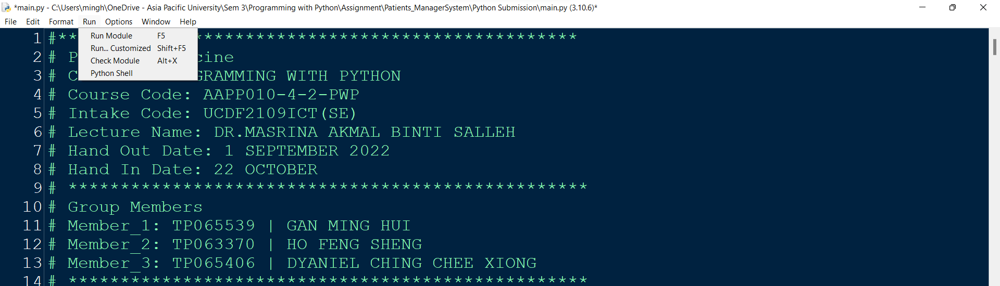 *main.py - C:\Users\mingh\OneDrive - Asia Pacific University\Sem 3\Programming with Python\Assignment\Patients_ManagerSystem\Python Submission\main.py (3.10.6)*
File Edit Format Run Options Window Help
Run Module F5
Run... Customized Shift+F5
Check Module Alt+X
Python Shell
1 #** *************************************
2 # P cine
3 # C GRAMMING WITH PYTHON
4 # Course Code: AAPP010-4-2-PWP
5 # Intake Code: UCDF2109ICT(SE)
6 # Lecture Name: DR.MASRINA AKMAL BINTI SALLEH
7 # Hand Out Date: 1 SEPTEMBER 2022
8 # Hand In Date: 22 OCTOBER
9 # **************************************************
10 # Group Members
11 # Member_1: TP065539 | GAN MING HUI
12 # Member_2: TP063370 | HO FENG SHENG
13 # Member_3: TP065406 | DYANIEL CHING CHEE XIONG
14 # **************************************************